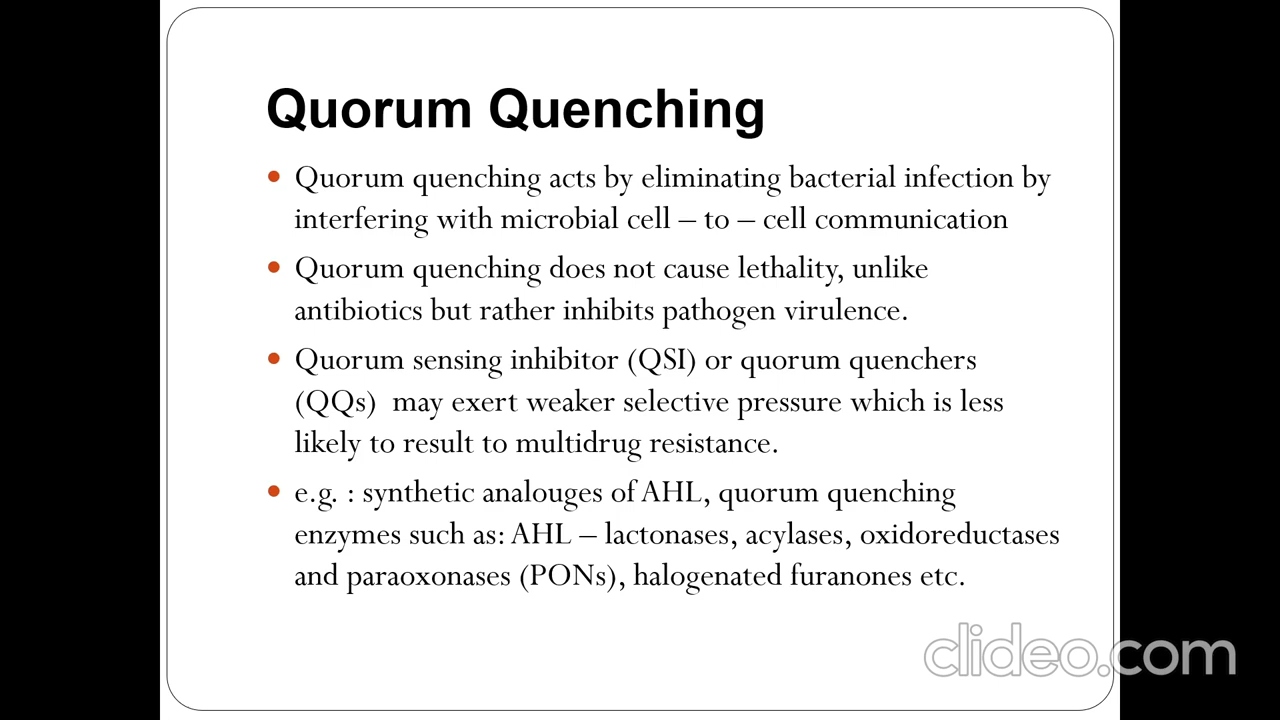 Quorum Quenching
• Quorum quenching acts by eliminating bacterial infection by
interfering with microbial cell – to – cell communication
• Quorum quenching does not cause lethality, unlike
antibiotics but rather inhibits pathogen virulence.
• Quorum sensing inhibitor (QSI) or quorum quenchers
(QQs)  may exert weaker selective pressure which is less
likely to result to multidrug resistance.
• e.g. : synthetic analouges of AHL, quorum quenching
enzymes such as: AHL – lactonases, acylases, oxidoreductases
and paraoxonases (PONs), halogenated furanones etc.
clideo.com